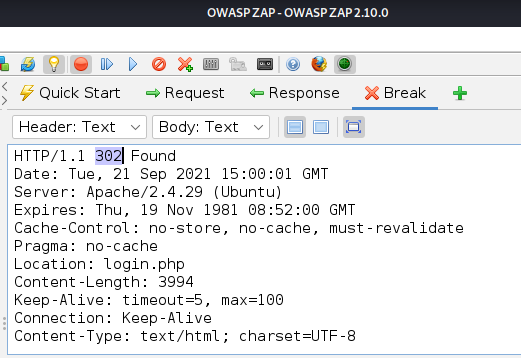 OWASP ZAP - OWASP ZAP 2.10.0
Quick Start Request Response Break
Header: Text Body: Text
HTTP/1.1 302 Found
Date: Tue, 21 Sep 2021 15:00:01 GMT
Server: Apache/2.4.29 (Ubuntu)
Expires: Thu, 19 Nov 1981 08:52:00 GMT
Cache-Control: no-store, no-cache, must-revalidate
Pragma: no-cache
Location: login.php
Content-Length: 3994
Keep-Alive: timeout=5, max=100
Connection: Keep-Alive
Content-Type: text/html; charset=UTF-8